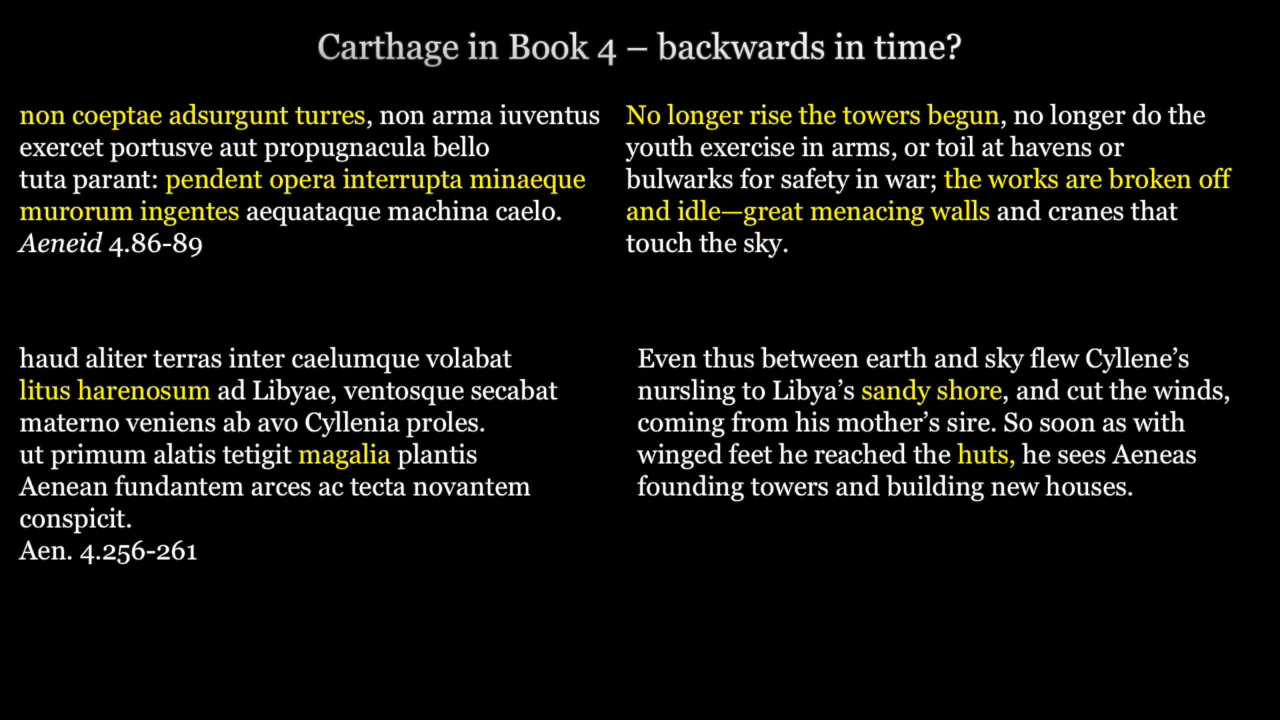 Carthage in Book 4 – backwards in time?
non coeptae adsurgunt turres, non arma iuventus
exercet portusve aut propugnacula bello
tuta parant: pendent opera interrupta minaeque
murorum ingentes aequataque machina caelo.
Aeneid 4.86-89
No longer rise the towers begun, no longer do the
youth exercise in arms, or toil at havens or
bulwarks for safety in war; the works are broken off
and idle—great menacing walls and cranes that
touch the sky.
haud aliter terras inter caelumque volabat
litus harenosum ad Libyae, ventosque secabat
materno veniens ab avo Cyllenia proles.
ut primum alatis tetigit magalia plantis
Aenean fundantem arces ac tecta novantem
conspicit.
Aen. 4.256-261
Even thus between earth and sky flew Cyllene’s
nursling to Libya’s sandy shore, and cut the winds,
coming from his mother’s sire. So soon as with
winged feet he reached the huts, he sees Aeneas
founding towers and building new houses.